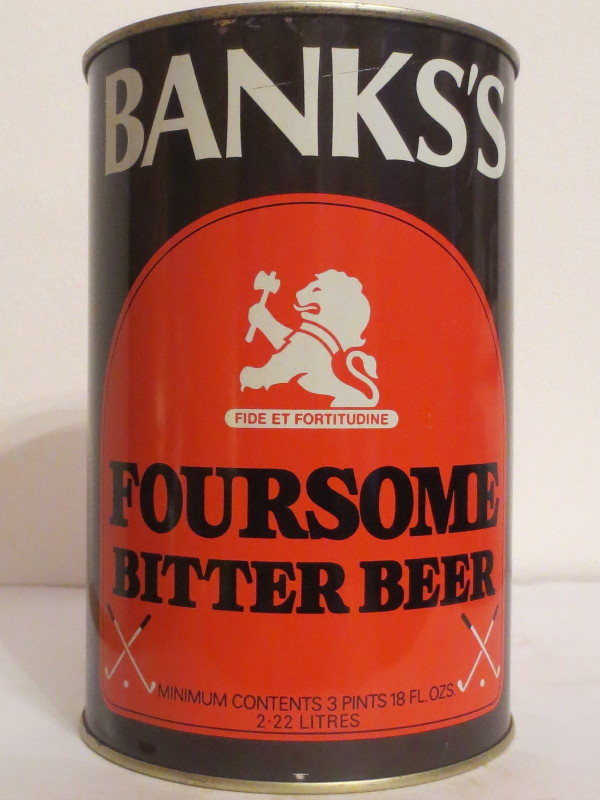 BANKS'S
FIDE ET FORTITUDINE
FOURSOME
BITTER BEER
MINIMUM CONTENTS 3 PINTS 18 FL. OZS.
2·22 LITRES